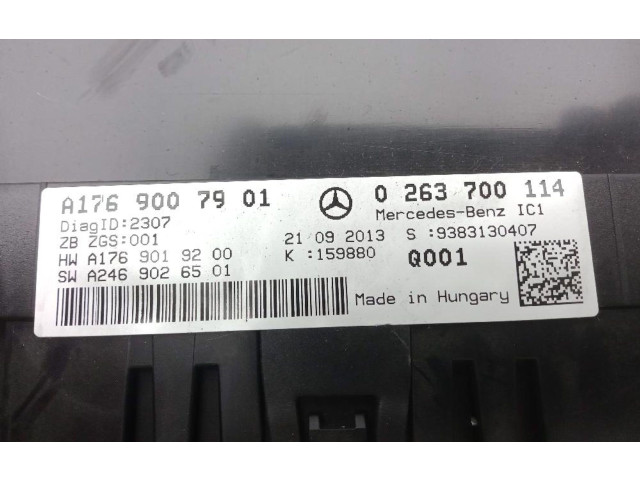 A176 900 79 01 0 263 700 114
DiagID:2307 Mercedes-Benz IC1
ZB ZGS:001 21 09 2013 S :9383130407
HW A176 901 92 00 K :159880 Q001
SW A246 902 65 01
Made in Hungary